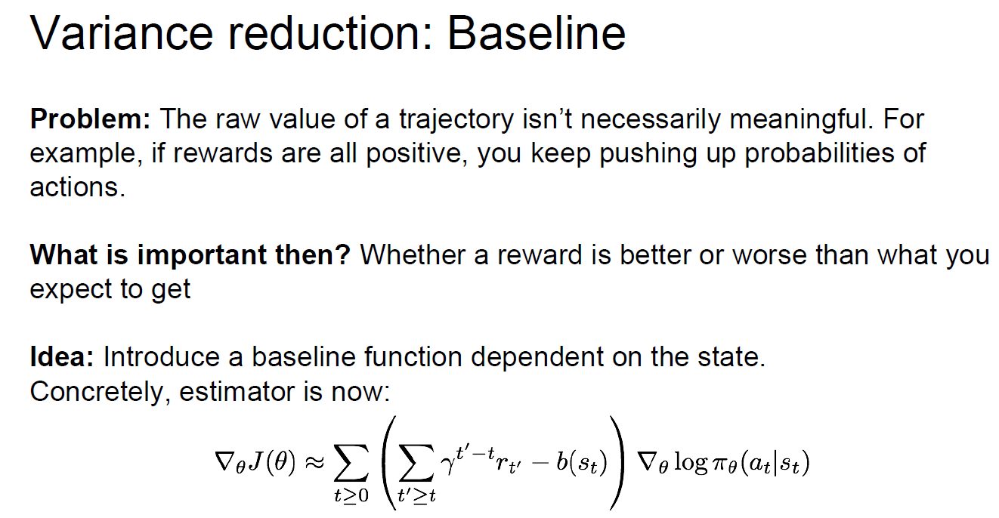 Variance reduction: Baseline
Problem: The raw value of a trajectory isn’t necessarily meaningful. For
example, if rewards are all positive, you keep pushing up probabilities of
actions.
What is important then? Whether a reward is better or worse than what you
expect to get
Idea: Introduce a baseline function dependent on the state.
Concretely, estimator is now:
$\nabla_\theta J(\theta) \approx \sum_{t \geq 0} \left( \sum_{t' \geq t} \gamma^{t'-t} r_{t'} - b(s_t) \right) \nabla_\theta \log \pi_\theta(a_t|s_t)$